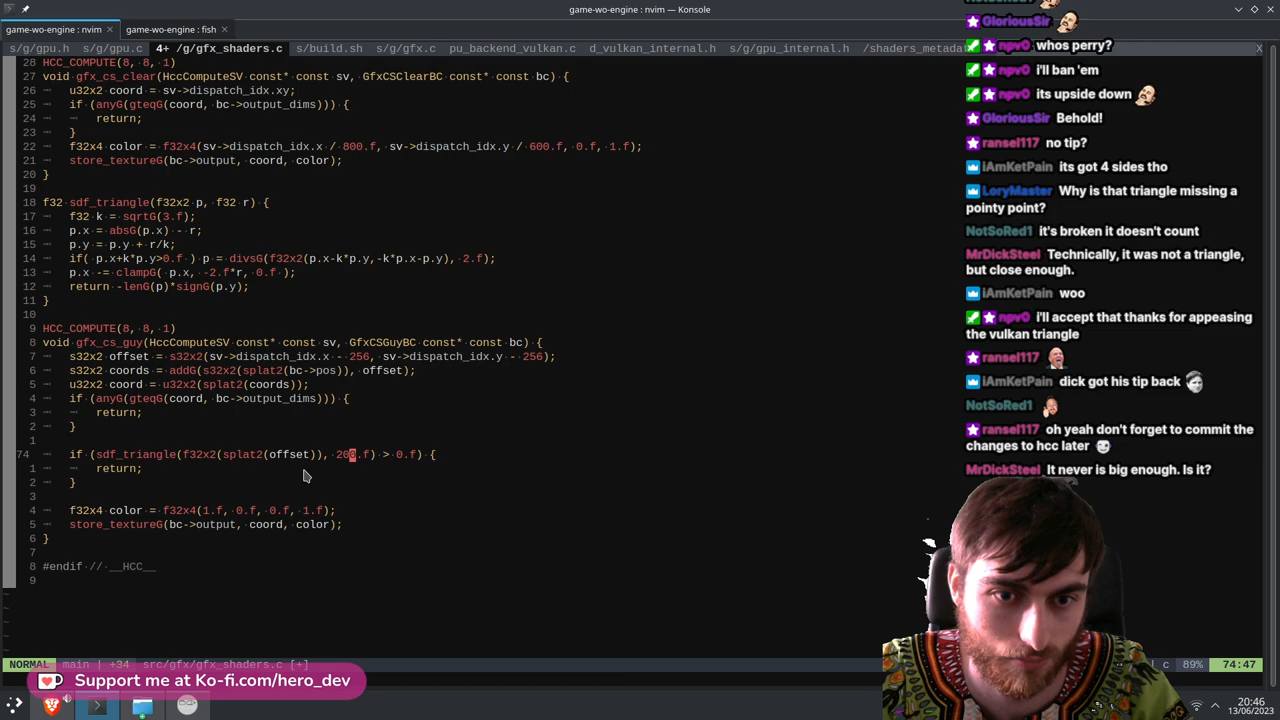 game-wo-engine : nvim — Konsole
game-wo-engine : nvim × game-wo-engine : fish ×
s/g/gpu.h s/g/gpu.c 4+ /g/gfx_shaders.c s/build.sh s/g/gfx.c pu_backend_vulkan.c d_vulkan_internal.h s/g/gpu_internal.h /shaders_metadat X
28 HCC_COMPUTE(8, 8, 1)
27 void gfx_cs_clear(HccComputeSV const* const sv, GfxCSClearBC const* const bc) {
26 u32x2 coord = sv->dispatch_idx.xy;
25 if (anyG(gteqG(coord, bc->output_dims))) {
24 return;
23 }
22 f32x4 color = f32x4(sv->dispatch_idx.x / 800.f, sv->dispatch_idx.y / 600.f, 0.f, 1.f);
21 store_textureG(bc->output, coord, color);
20 }
19
18 f32 sdf_triangle(f32x2 p, f32 r) {
17 f32 k = sqrtG(3.f);
16 p.x = absG(p.x) - r;
15 p.y = p.y + r/k;
14 if( p.x+k*p.y>0.f ) p = divsG(f32x2(p.x-k*p.y,-k*p.x-p.y), 2.f);
13 p.x -= clampG( p.x, -2.f*r, 0.f );
12 return -lenG(p)*signG(p.y);
11 }
10
9 HCC_COMPUTE(8, 8, 1)
8 void gfx_cs_guy(HccComputeSV const* const sv, GfxCSGuyBC const* const bc) {
7 s32x2 offset = s32x2(sv->dispatch_idx.x - 256, sv->dispatch_idx.y - 256);
6 s32x2 coords = addG(s32x2(splat2(bc->pos)), offset);
5 u32x2 coord = u32x2(splat2(coords));
4 if (anyG(gteqG(coord, bc->output_dims))) {
3 return;
2 }
1
74 if (sdf_triangle(f32x2(splat2(offset)), 200.f) > 0.f) {
1 return;
2 }
3
4 f32x4 color = f32x4(1.f, 0.f, 0.f, 1.f);
5 store_textureG(bc->output, coord, color);
6 }
7
8 #endif // __HCC__
9
~
~
~
~
~
NORMAL main | +34 src/gfx/gfx_shaders.c [+] c 89% 74:47
Support me at Ko-fi.com/hero_dev
GloriousSir
npv0 whos perry?
npv0 i'll ban 'em
npv0 its upside down
GloriousSir Behold!
ransel117 no tip?
iAmKetPain its got 4 sides tho
LoryMaster Why is that triangle missing a
pointy point?
NotSoRed1 it's broken it doesn't count
MrDickSteel Technically, it was not a triangle,
but close enough.
iAmKetPain woo
npv0 i'll accept that thanks for appeasing
the vulkan triangle
ransel117
iAmKetPain dick got his tip back
NotSoRed1
ransel117 oh yeah don't forget to commit the
changes to hcc later
MrDickSteel It never is big enough. Is it?
20:46
13/06/2023